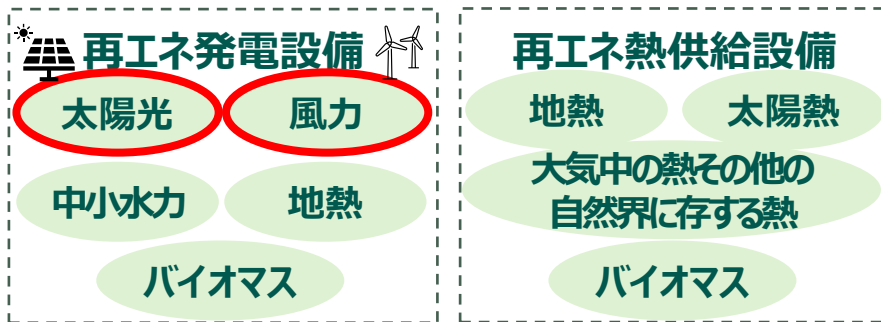 再エネ発電設備
太陽光
風力
中小水力
地熱
バイオマス
再エネ熱供給設備
地熱
太陽熱
大気中の熱その他の
自然界に存する熱
バイオマス